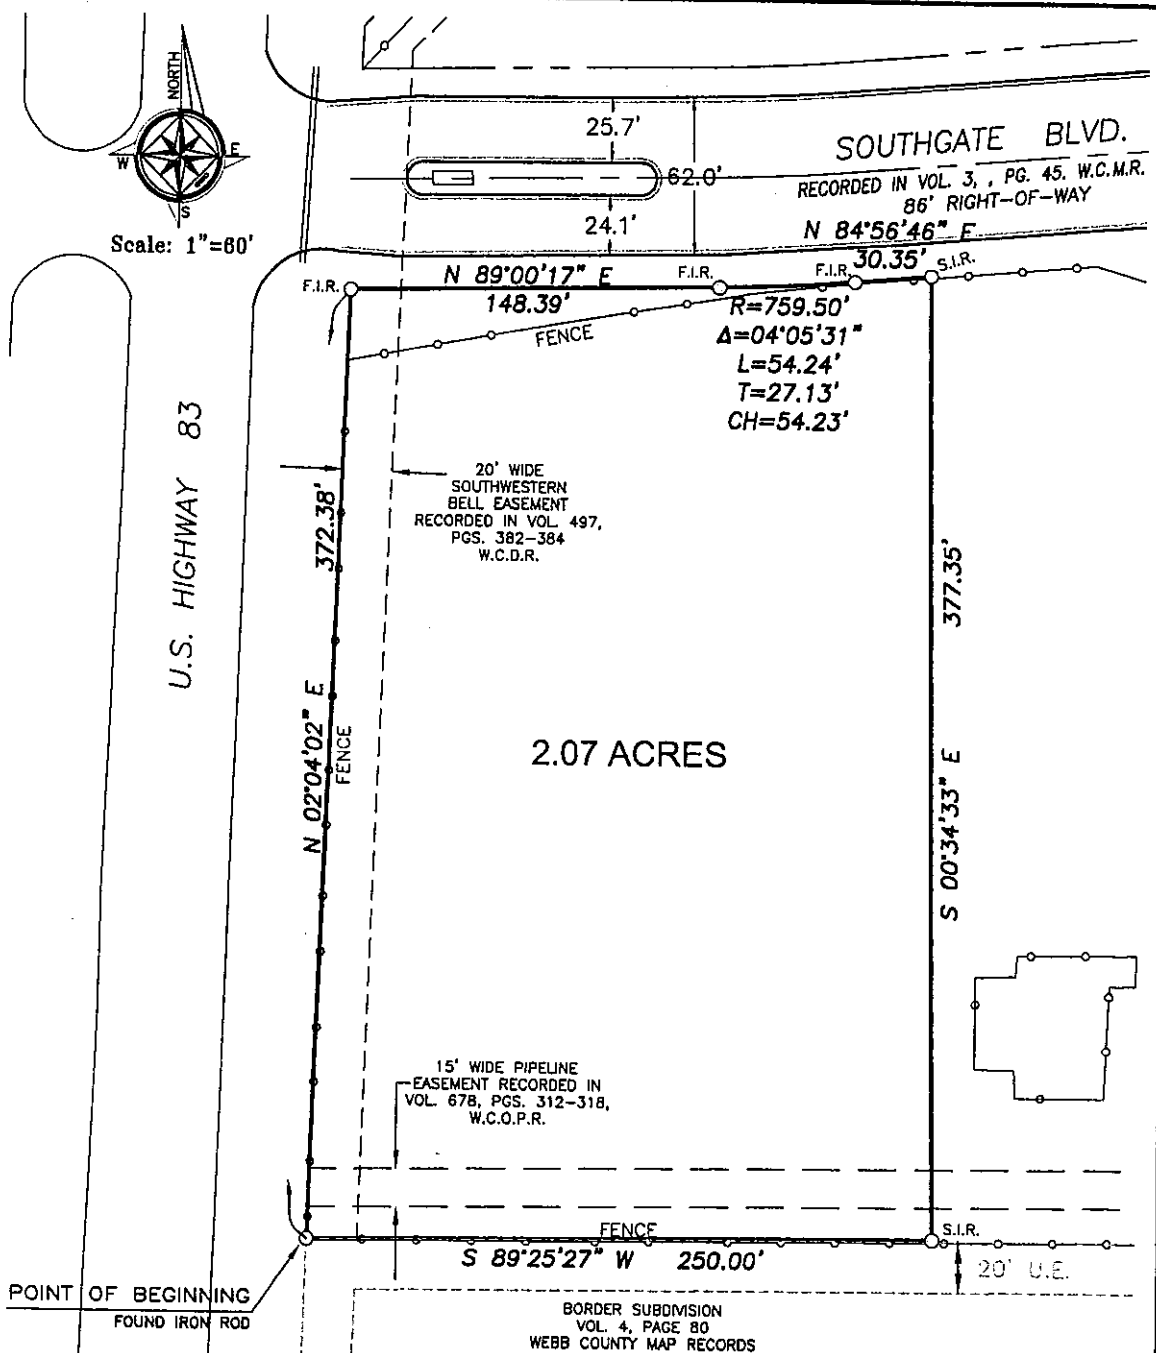 NORTH
W
E
S
Scale: 1"=60'
25.7'
62.0'
24.1'
SOUTHGATE BLVD.
RECORDED IN VOL. 3, , PG. 45. W.C.M.R.
86' RIGHT-OF-WAY
N 84°56'46" E
30.35'
S.I.R.
F.I.R.
N 89°00'17" E
148.39'
F.I.R.
F.I.R.
FENCE
R=759.50'
Δ=04°05'31"
L=54.24'
T=27.13'
CH=54.23'
U.S. HIGHWAY 83
372.38'
N 02°04'02" E
FENCE
20' WIDE
SOUTHWESTERN
BELL EASEMENT
RECORDED IN VOL. 497,
PGS. 382-384
W.C.D.R.
377.35'
S 00°34'33" E
2.07 ACRES
15' WIDE PIPELINE
EASEMENT RECORDED IN
VOL. 678, PGS. 312-318,
W.C.O.P.R.
FENCE
S.I.R.
S 89°25'27" W 250.00'
20' U.E.
POINT OF BEGINNING
FOUND IRON ROD
BORDER SUBDIVISION
VOL. 4, PAGE 80
WEBB COUNTY MAP RECORDS